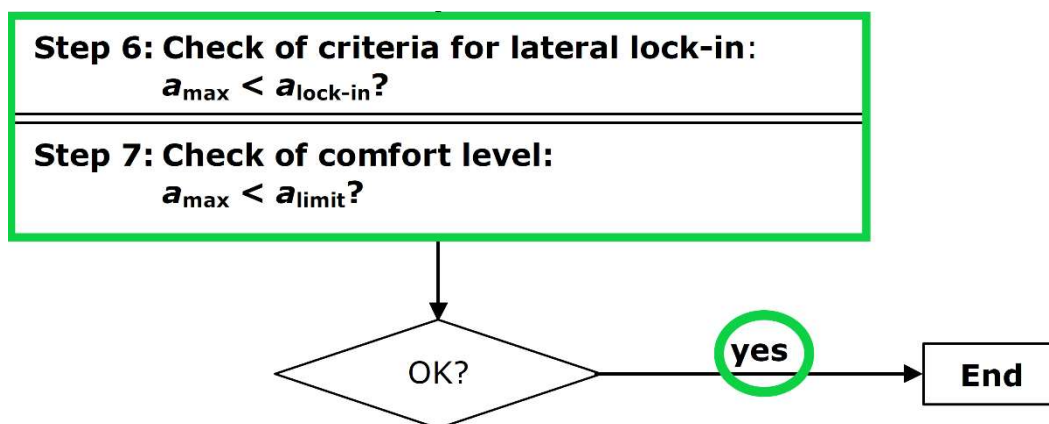 Step 6: Check of criteria for lateral lock-in:
a_max < a_lock-in?
Step 7: Check of comfort level:
a_max < a_limit?
OK?
yes
End